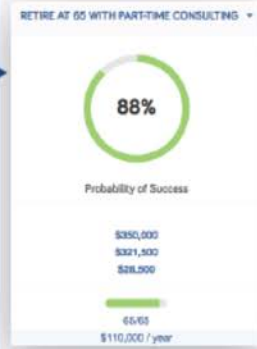 RETIRE AT 65 WITH PART-TIME CONSULTING
88%
Probability of Success
$350,000
$321,500
$28,500
65/65
$110,000 / year